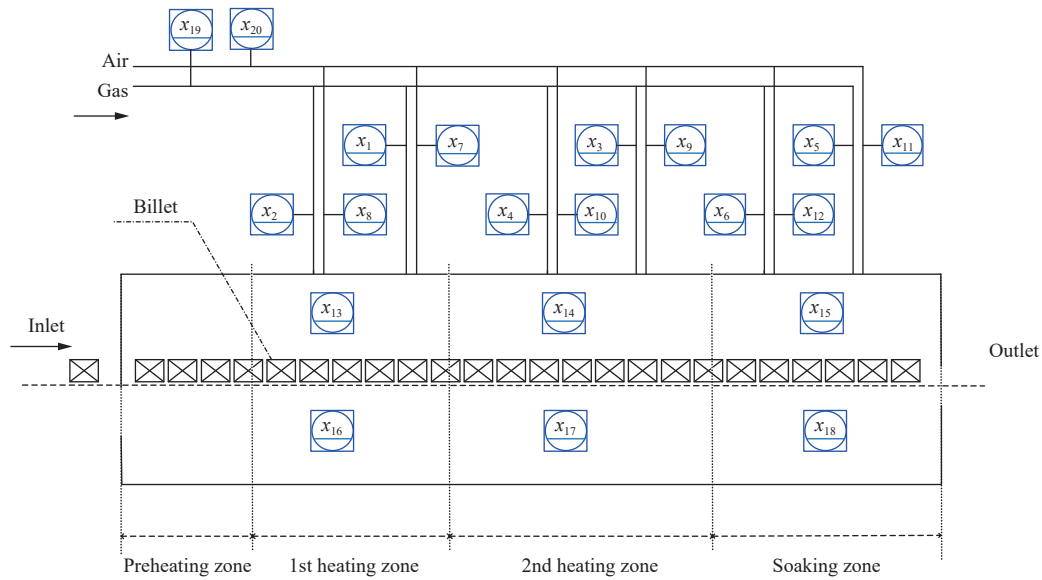 x19 x20
Air
Gas
x1 x7 x3 x9 x5 x11
x2 x8 x4 x10 x6 x12
Billet
x13 x14 x15
Inlet
Outlet
x16 x17 x18
Preheating zone 1st heating zone 2nd heating zone Soaking zone